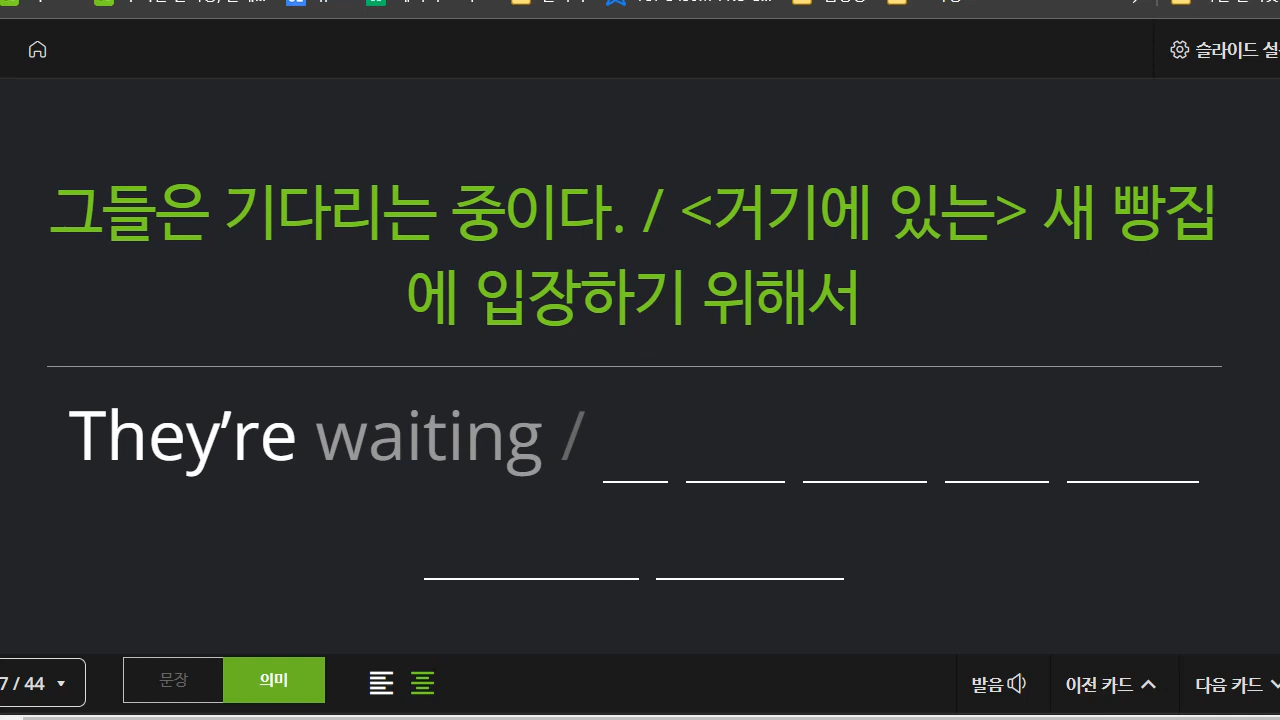 슬라이드
그들은 기다리는 중이다. / <거기에 있는> 새 빵집
에 입장하기 위해서
They’re waiting /
7 / 44
문장
의미
발음
이전 카드
다음 카드